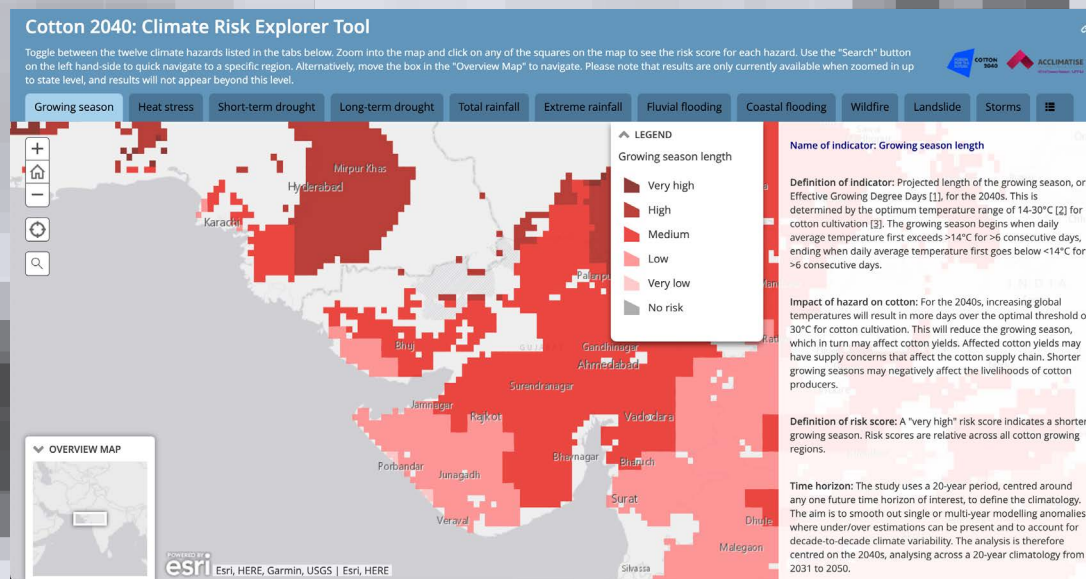 Cotton 2040: Climate Risk Explorer Tool
Toggle between the twelve climate hazards listed in the tabs below. Zoom into the map and click on any of the squares on the map to see the risk score for each hazard. Use the "Search" button
on the left hand-side to quick navigate to a specific region. Alternatively, move the box in the "Overview Map" to navigate. Please note that results are only currently available when zoomed in up
to state level, and results will not appear beyond this level.
COTTON
2040
ACCLIMATISE
Growing season
Heat stress
Short-term drought
Long-term drought
Total rainfall
Extreme rainfall
Fluvial flooding
Coastal flooding
Wildfire
Landslide
Storms
LEGEND
Growing season length
Very high
High
Medium
Low
Very low
No risk
Mirpur Khas
Hyderabad
Karachi
Palanpu
Bhuj
GUJARAT
Gandhinagar
Ahmedabad
Surendranagar
Jamnagar
Rajkot
Vadodara
Bhavnagar
Bharuch
Porbandar
Junagadh
Surat
Veraval
Dhule
Malegaon
Silvassa
OVERVIEW MAP
POWERED BY
esri
Esri, HERE, Garmin, USGS | Esri, HERE
Name of indicator: Growing season length
Definition of indicator: Projected length of the growing season, or
Effective Growing Degree Days [1], for the 2040s. This is
determined by the optimum temperature range of 14-30°C [2] for
cotton cultivation [3]. The growing season begins when daily
average temperature first exceeds >14°C for >6 consecutive days,
ending when daily average temperature first goes below <14°C for
>6 consecutive days.
Impact of hazard on cotton: For the 2040s, increasing global
temperatures will result in more days over the optimal threshold o
30°C for cotton cultivation. This will reduce the growing season,
which in turn may affect cotton yields. Affected cotton yields may
have supply concerns that affect the cotton supply chain. Shorter
growing seasons may negatively affect the livelihoods of cotton
producers.
Definition of risk score: A "very high" risk score indicates a shorter
growing season. Risk scores are relative across all cotton growing
regions.
Time horizon: The study uses a 20-year period, centred around
any one future time horizon of interest, to define the climatology.
The aim is to smooth out single or multi-year modelling anomalies
where under/over estimations can be present and to account for
decade-to-decade climate variability. The analysis is therefore
centred on the 2040s, analysing across a 20-year climatology from
2031 to 2050.